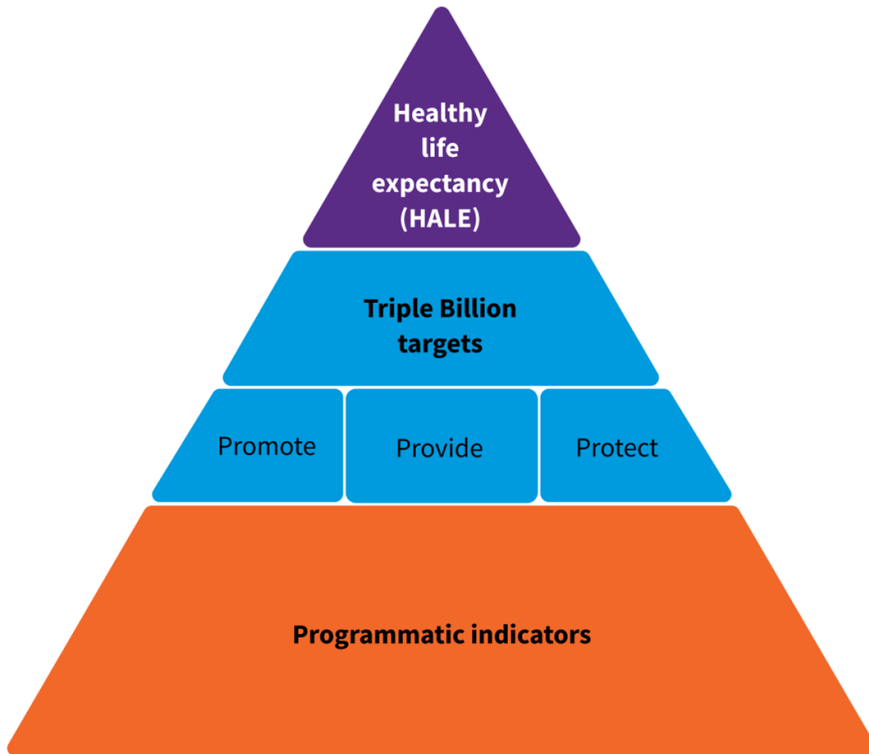 Healthy
life
expectancy
(HALE)
Triple Billion
targets
Promote
Provide
Protect
Programmatic indicators